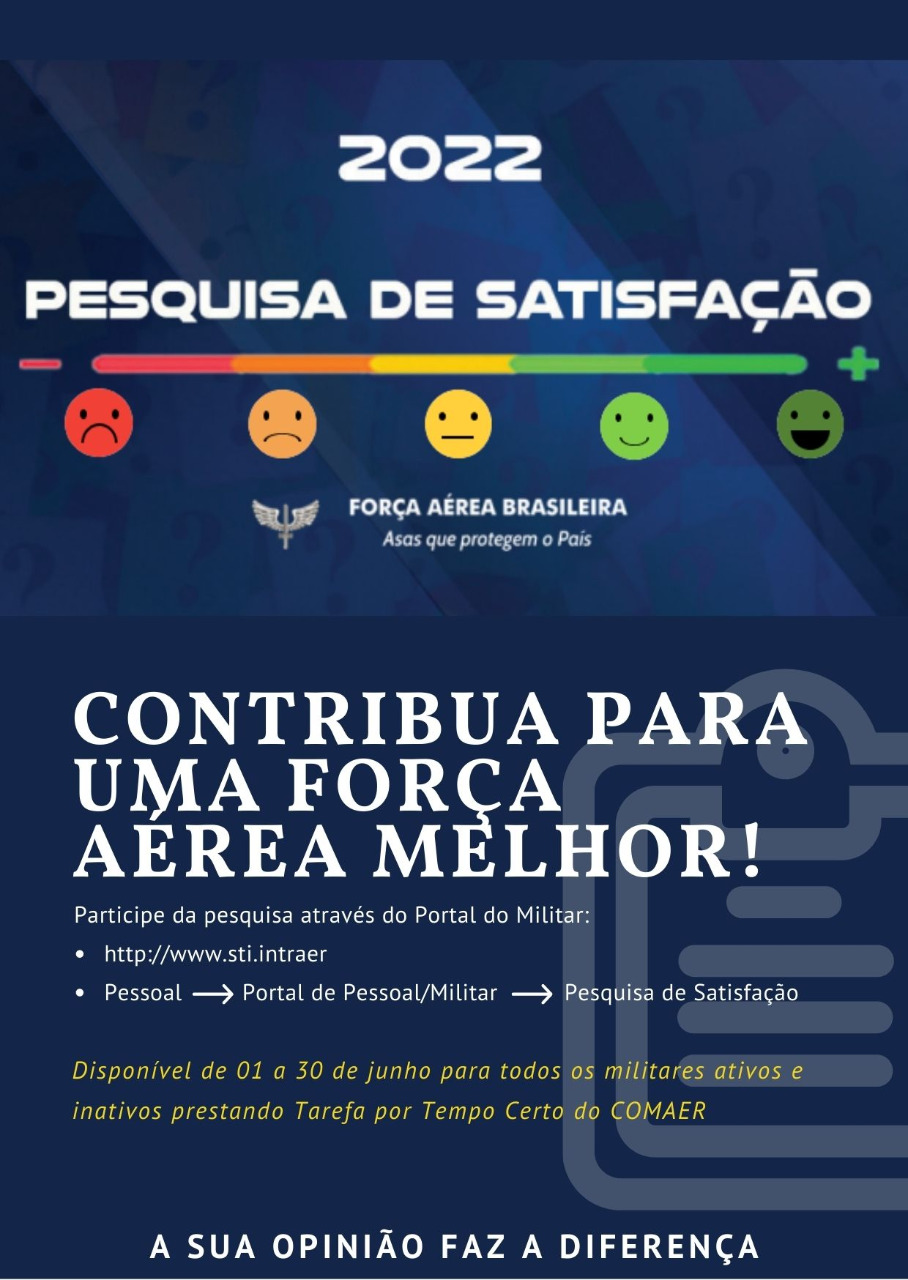 2022
PESQUISA DE SATISFAÇÃO
FORÇA AÉREA BRASILEIRA
Asas que protegem o País
CONTRIBUA PARA
UMA FORÇA
AÉREA MELHOR!
Participe da pesquisa através do Portal do Militar:
• http://www.sti.intraer
• Pessoal → Portal de Pessoal/Militar → Pesquisa de Satisfação
Disponível de 01 a 30 de junho para todos os militares ativos e
inativos prestando Tarefa por Tempo Certo do COMAER
A SUA OPINIÃO FAZ A DIFERENÇA